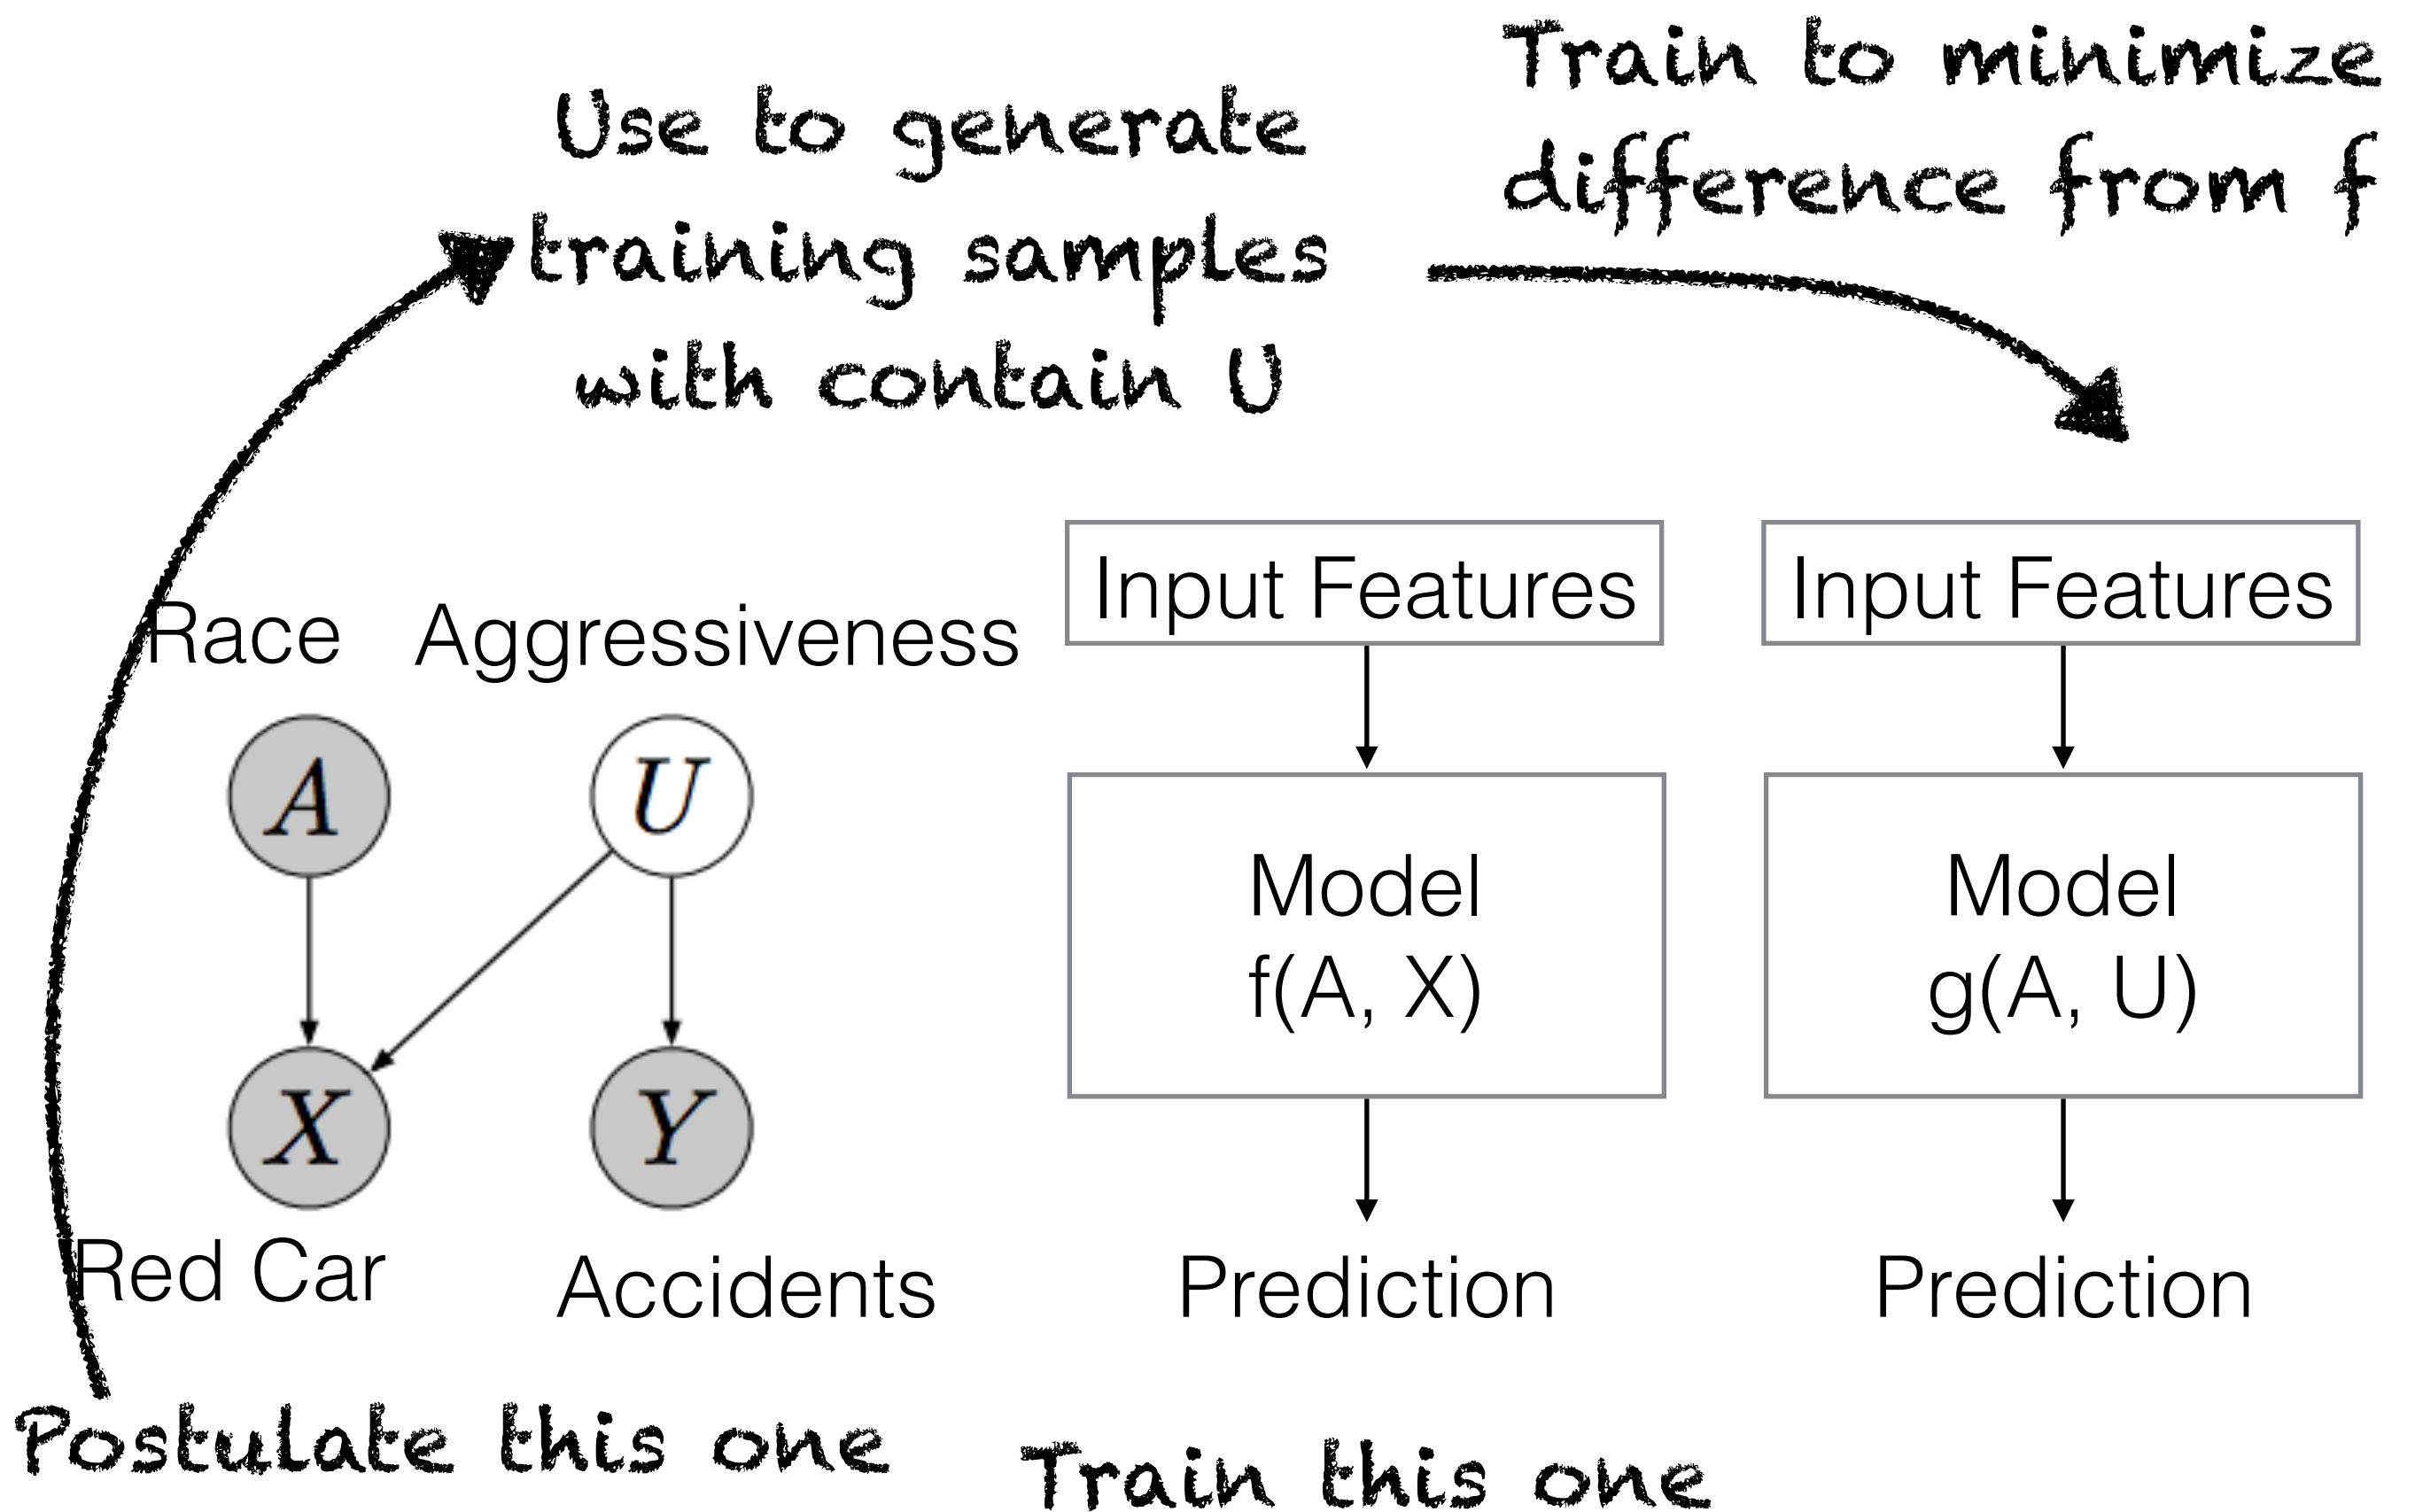 Use to generate
training samples
with contain U
Train to minimize
difference from f
Race
Aggressiveness
A
U
X
Y
Red Car
Accidents
Input Features
Model
f(A, X)
Prediction
Input Features
Model
g(A, U)
Prediction
Postulate this one
Train this one